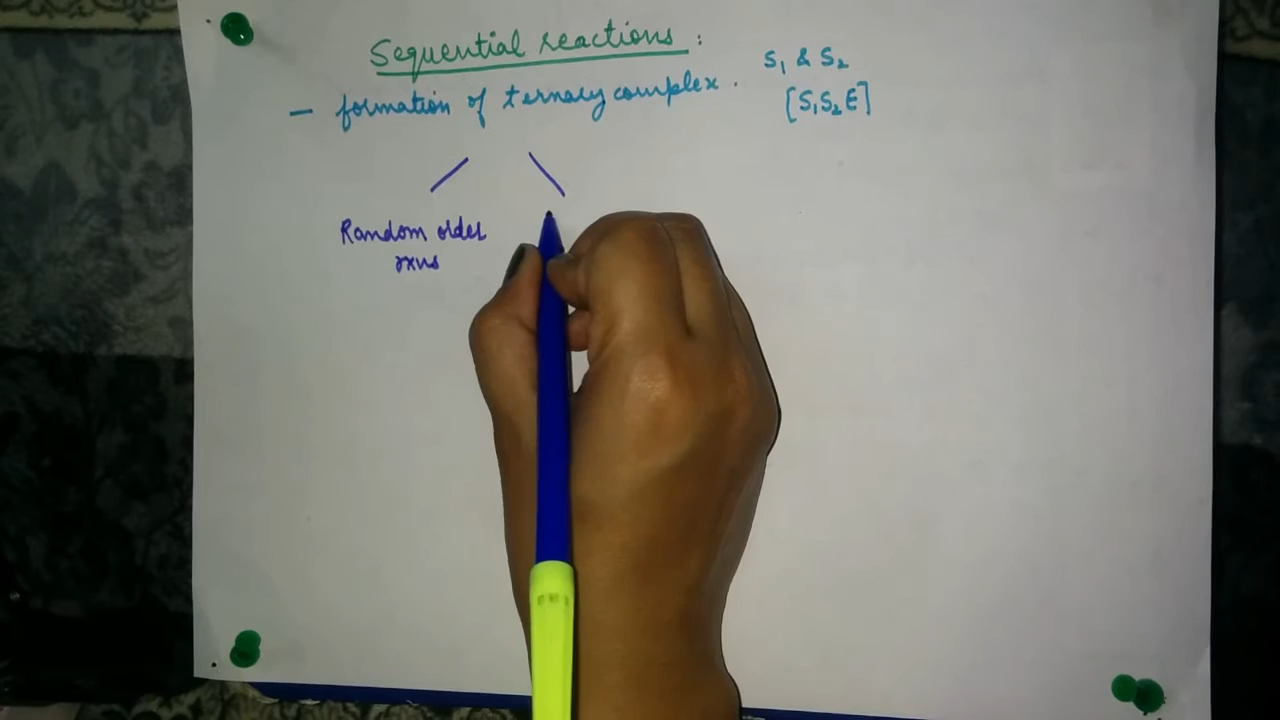 Sequential reactions :
S₁ & S₂
– formation of ternary complex.
[S₁S₂E]
Random order
rxns